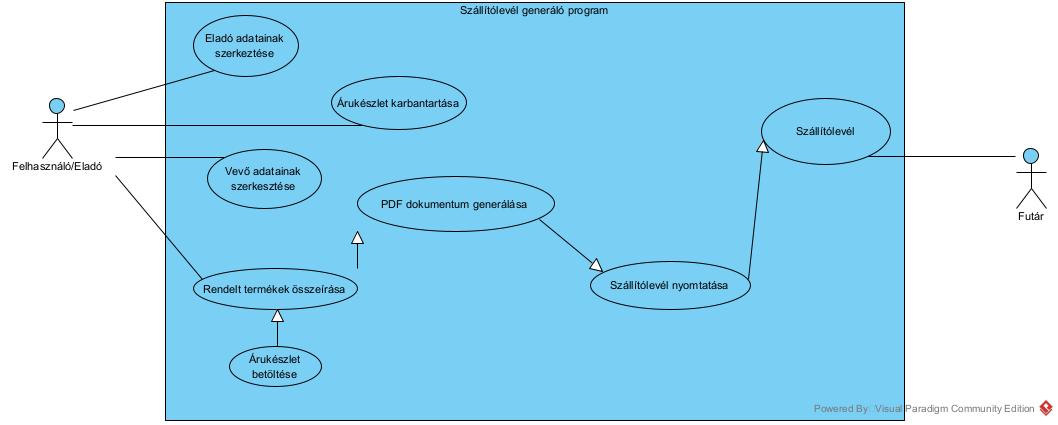 Szállítólevél generáló program
Eladó adatainak
szerkeztése
Árukészlet karbantartása
Felhasználó/Eladó
Vevő adatainak
szerkesztése
PDF dokumentum generálása
Szállítólevél
Futár
Rendelt termékek összeírása
Szállítólevél nyomtatása
Árukészlet
betöltése
Powered By Visual Paradigm Community Edition